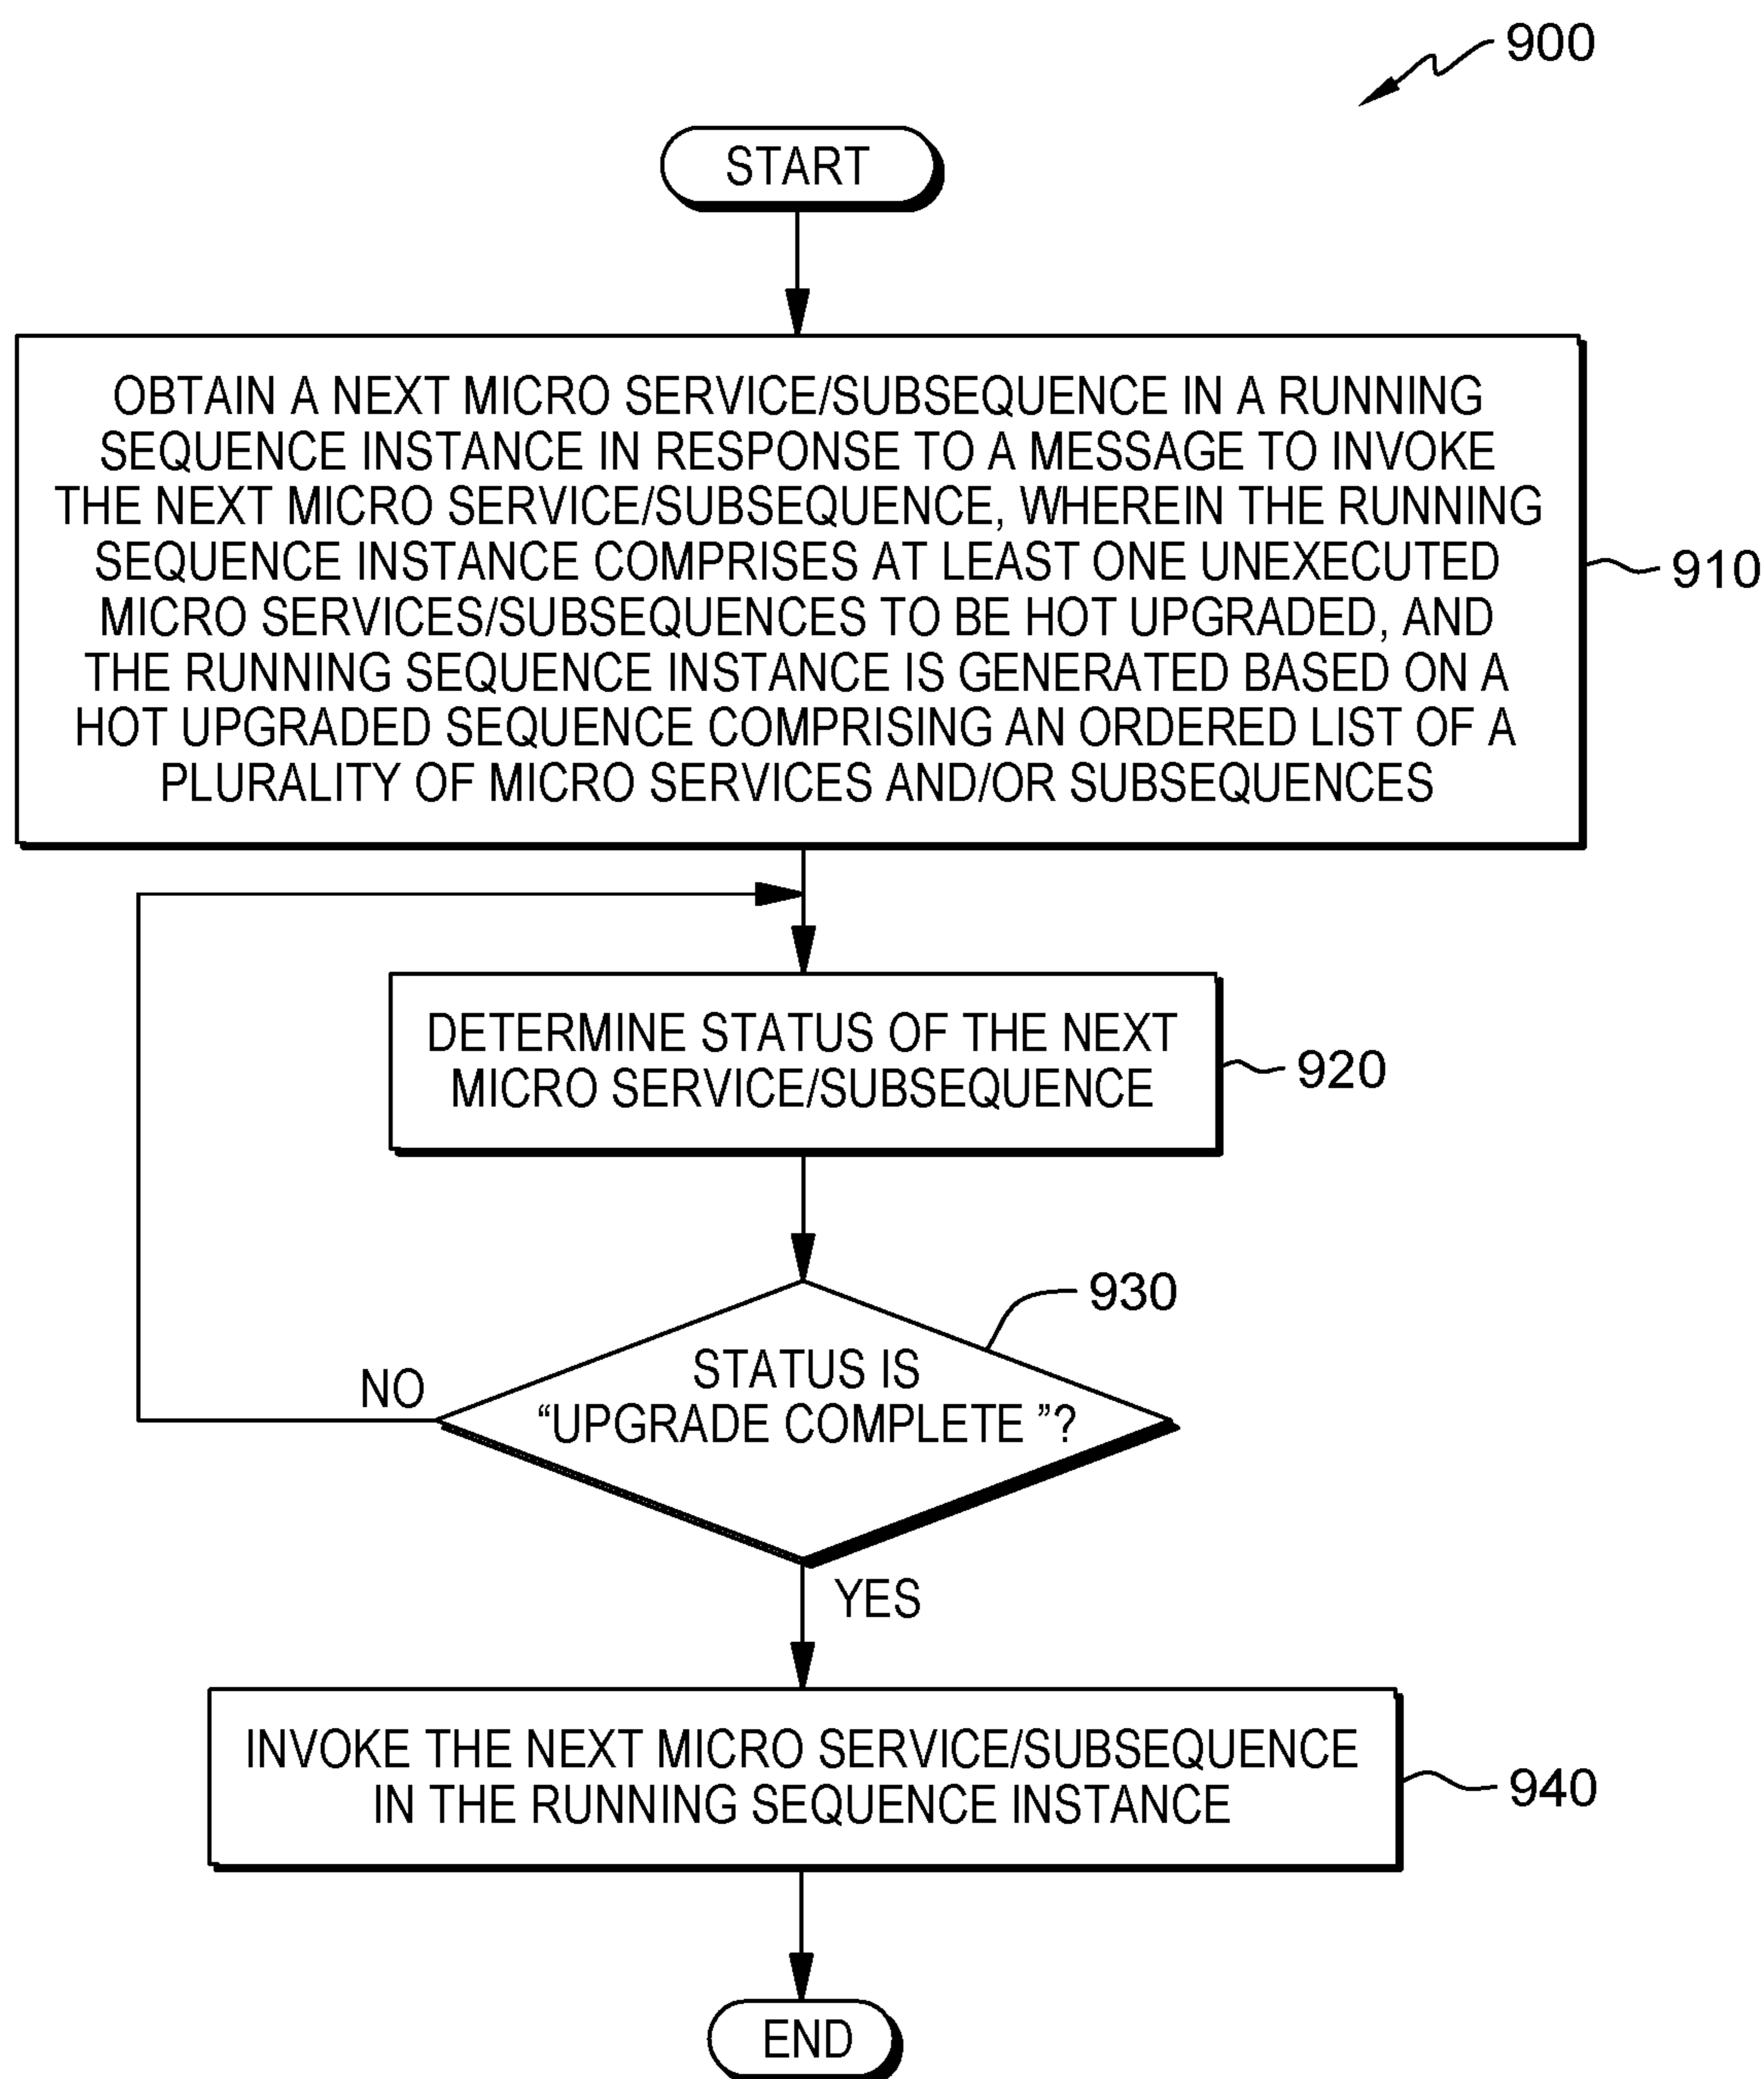 900
START
OBTAIN A NEXT MICRO SERVICE/SUBSEQUENCE IN A RUNNING
SEQUENCE INSTANCE IN RESPONSE TO A MESSAGE TO INVOKE
THE NEXT MICRO SERVICE/SUBSEQUENCE, WHEREIN THE RUNNING
SEQUENCE INSTANCE COMPRISES AT LEAST ONE UNEXECUTED
MICRO SERVICES/SUBSEQUENCES TO BE HOT UPGRADED, AND
THE RUNNING SEQUENCE INSTANCE IS GENERATED BASED ON A
HOT UPGRADED SEQUENCE COMPRISING AN ORDERED LIST OF A
PLURALITY OF MICRO SERVICES AND/OR SUBSEQUENCES
910
DETERMINE STATUS OF THE NEXT
MICRO SERVICE/SUBSEQUENCE
920
930
STATUS IS
“UPGRADE COMPLETE ”?
NO
YES
INVOKE THE NEXT MICRO SERVICE/SUBSEQUENCE
IN THE RUNNING SEQUENCE INSTANCE
940
END